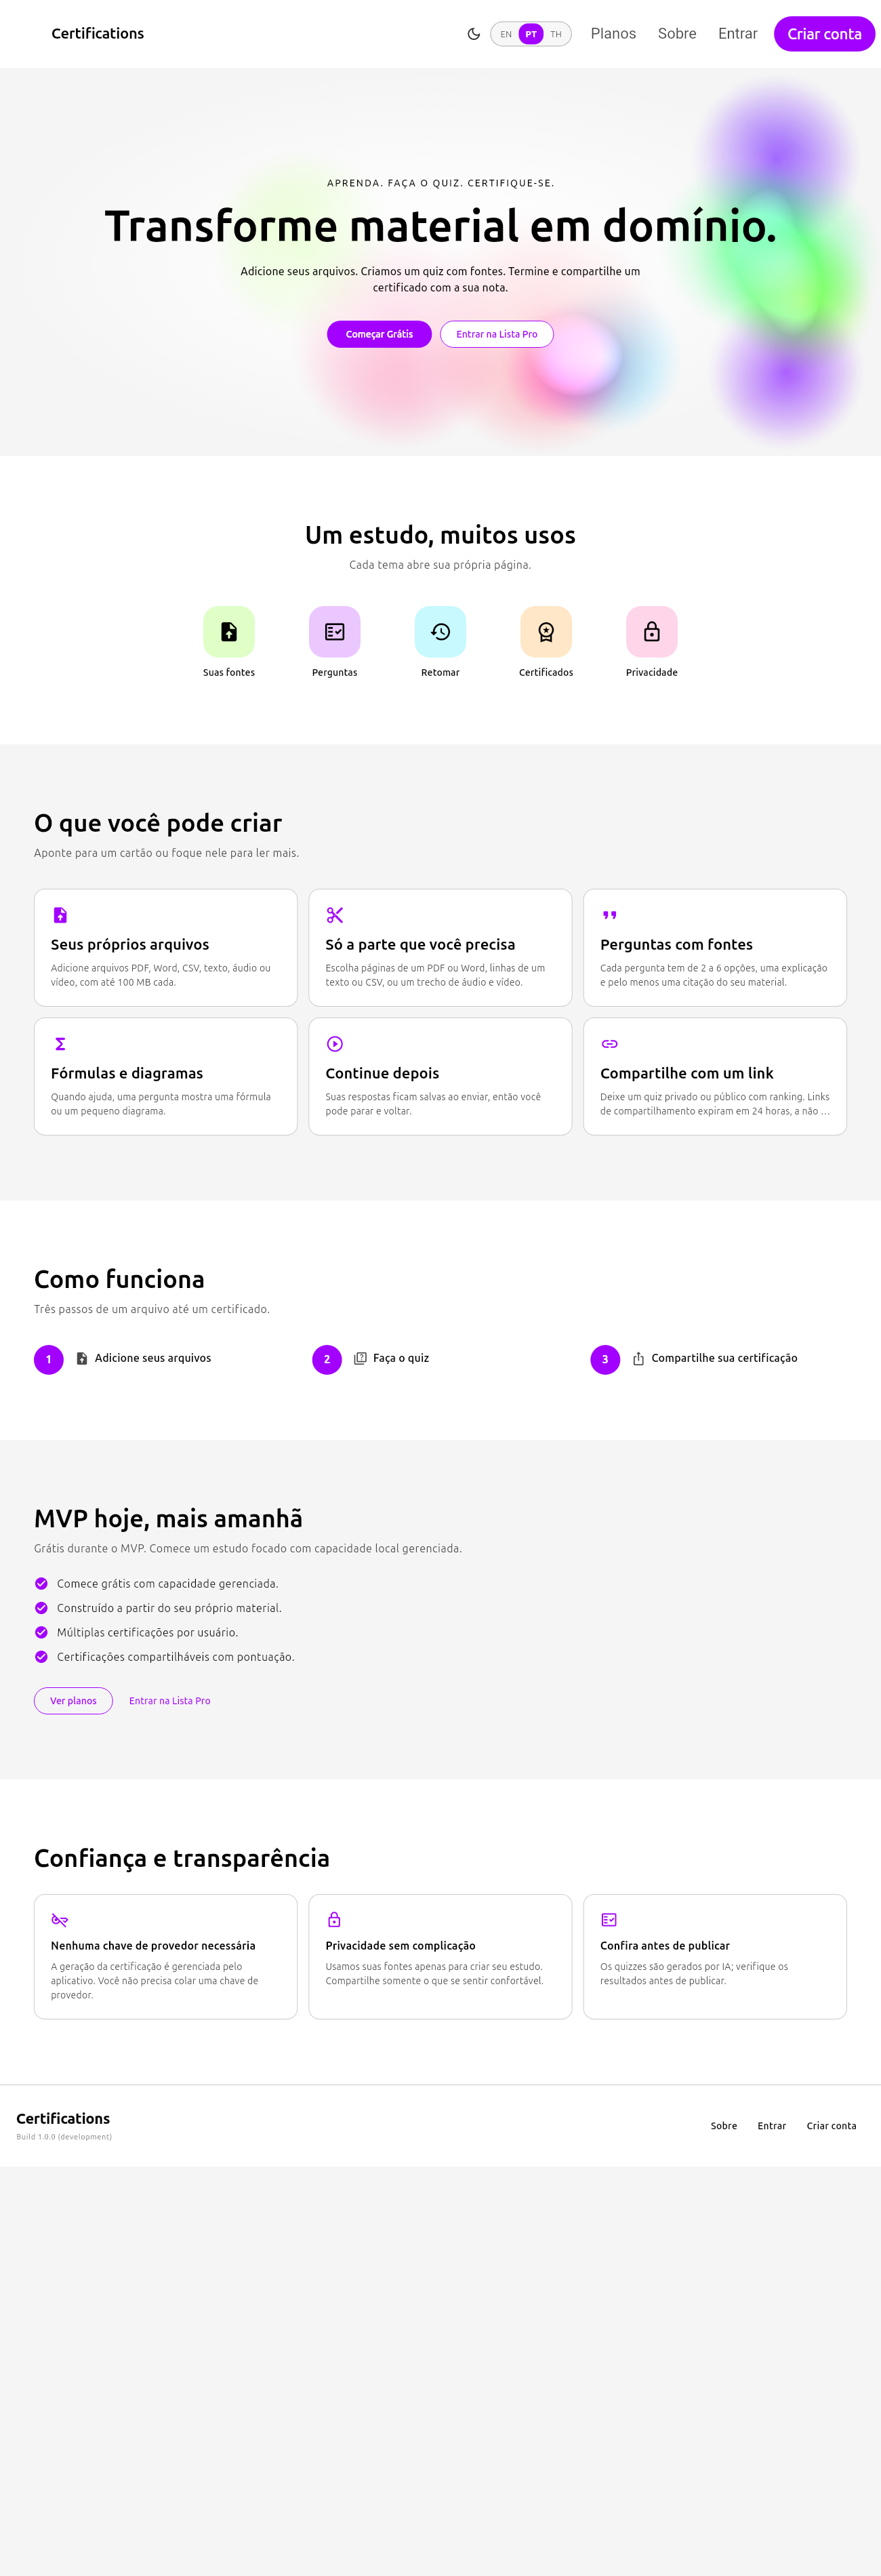 Certifications
EN PT TH Planos Sobre Entrar Criar conta
APRENDA. FAÇA O QUIZ. CERTIFIQUE-SE.
Transforme material em domínio.
Adicione seus arquivos. Criamos um quiz com fontes. Termine e compartilhe um
certificado com a sua nota.
Começar Grátis Entrar na Lista Pro
Um estudo, muitos usos
Cada tema abre sua própria página.
Suas fontes Perguntas Retomar Certificados Privacidade
O que você pode criar
Aponte para um cartão ou foque nele para ler mais.
Seus próprios arquivos
Adicione arquivos PDF, Word, CSV, texto, áudio ou
vídeo, com até 100 MB cada.
Só a parte que você precisa
Escolha páginas de um PDF ou Word, linhas de um
texto ou CSV, ou um trecho de áudio e vídeo.
Perguntas com fontes
Cada pergunta tem de 2 a 6 opções, uma explicação
e pelo menos uma citação do seu material.
Fórmulas e diagramas
Quando ajuda, uma pergunta mostra uma fórmula
ou um pequeno diagrama.
Continue depois
Suas respostas ficam salvas ao enviar, então você
pode parar e voltar.
Compartilhe com um link
Deixe um quiz privado ou público com ranking. Links
de compartilhamento expiram em 24 horas, a não ...
Como funciona
Três passos de um arquivo até um certificado.
1 Adicione seus arquivos
2 Faça o quiz
3 Compartilhe sua certificação
MVP hoje, mais amanhã
Grátis durante o MVP. Comece um estudo focado com capacidade local gerenciada.
Comece grátis com capacidade gerenciada.
Construído a partir do seu próprio material.
Múltiplas certificações por usuário.
Certificações compartilháveis com pontuação.
Ver planos Entrar na Lista Pro
Confiança e transparência
Nenhuma chave de provedor necessária
A geração da certificação é gerenciada pelo
aplicativo. Você não precisa colar uma chave de
provedor.
Privacidade sem complicação
Usamos suas fontes apenas para criar seu estudo.
Compartilhe somente o que se sentir confortável.
Confira antes de publicar
Os quizzes são gerados por IA; verifique os
resultados antes de publicar.
Certifications
Build 1.0.0 (development)
Sobre Entrar Criar conta